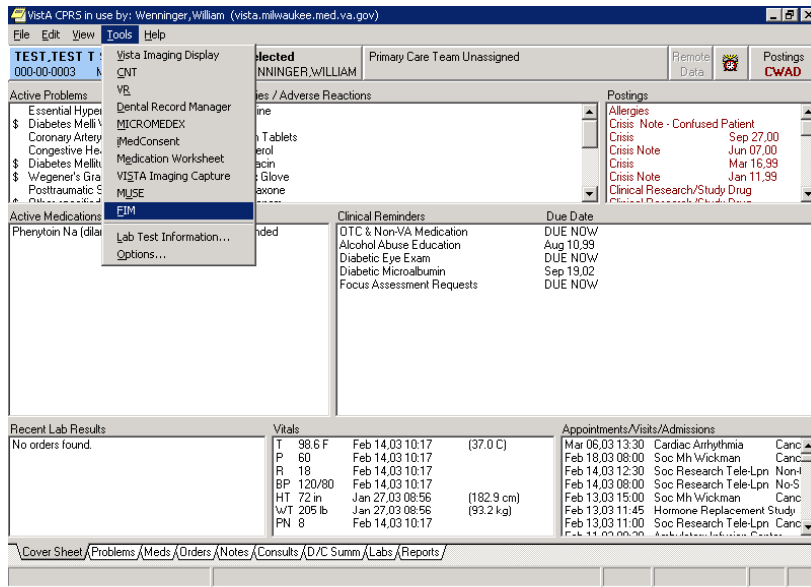 VistA CPRS in use by: Wenninger,William (vista.milwaukee.med.va.gov)
File Edit View Tools Help
TEST,TEST T
000-00-0003
elected
NNINGER,WILLIAM
Primary Care Team Unassigned
Remote
Data
Postings
CWAD
Vista Imaging Display
CNT
VR
Dental Record Manager
MICROMEDEX
iMedConsent
Medication Worksheet
VISTA Imaging Capture
MUSE
FIM
Lab Test Information...
Options...
Active Problems
Essential Hyper
$ Diabetes Melli
Coronary Artery
Congestive He
$ Diabetes Mellitu
$ Wegener's Gra
Posttraumatic S
$ Other specified
ies / Adverse Reactions
ine
Tablets
erol
acin
Glove
axone
Postings
Allergies
Crisis Note - Confused Patient
Crisis Sep 27,00
Crisis Note Jun 07,00
Crisis Mar 16,99
Crisis Note Jan 11,99
Clinical Research/Study Drug
Clinical Research/Study Drug
Active Medications
Phenytoin Na (dila
nded
Clinical Reminders Due Date
OTC & Non-VA Medication DUE NOW
Alcohol Abuse Education Aug 10,99
Diabetic Eye Exam DUE NOW
Diabetic Microalbumin Sep 19,02
Focus Assessment Requests DUE NOW
Recent Lab Results
No orders found.
Vitals
T 98.6 F Feb 14,03 10:17 (37.0 C)
P 60 Feb 14,03 10:17
R 18 Feb 14,03 10:17
BP 120/80 Feb 14,03 10:17
HT 72 in Jan 27,03 08:56 (182.9 cm)
WT 205 lb Jan 27,03 08:56 (93.2 kg)
PN 8 Feb 14,03 10:17
Appointments/Visits/Admissions
Mar 06,03 13:30 Cardiac Arrhythmia Canc
Feb 18,03 08:00 Soc Mh Wickman Canc
Feb 14,03 12:30 Soc Research Tele-Lpn Non-
Feb 14,03 08:00 Soc Research Tele-Lpn No-S
Feb 13,03 15:00 Soc Mh Wickman Canc
Feb 13,03 11:45 Hormone Replacement Study
Feb 13,03 11:00 Soc Research Tele-Lpn Canc
Cover Sheet Problems Meds Orders Notes Consults D/C Summ Labs Reports